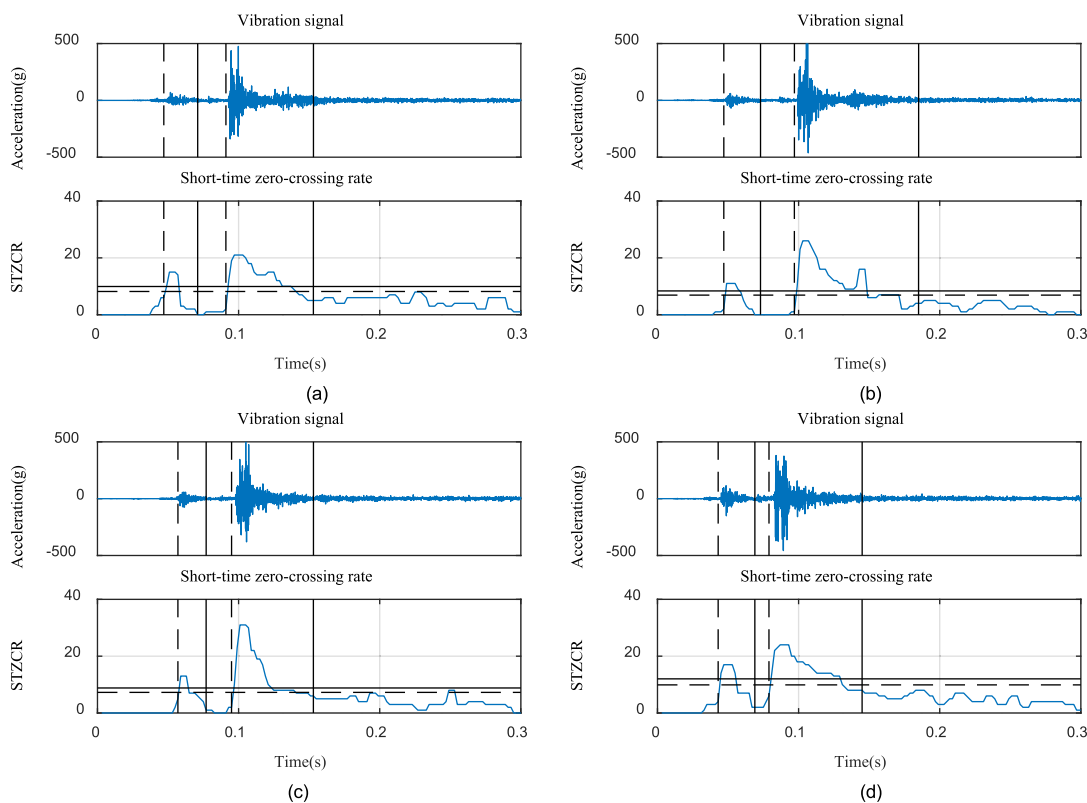 Vibration signal
500
0
-500
Acceleration(g)
Short-time zero-crossing rate
40
20
0
STZCR
0
0.1
0.2
0.3
Time(s)
(a)
Vibration signal
500
0
-500
Acceleration(g)
Short-time zero-crossing rate
40
20
0
STZCR
0
0.1
0.2
0.3
Time(s)
(b)
Vibration signal
500
0
-500
Acceleration(g)
Short-time zero-crossing rate
40
20
0
STZCR
0
0.1
0.2
0.3
Time(s)
(c)
Vibration signal
500
0
-500
Acceleration(g)
Short-time zero-crossing rate
40
20
0
STZCR
0
0.1
0.2
0.3
Time(s)
(d)